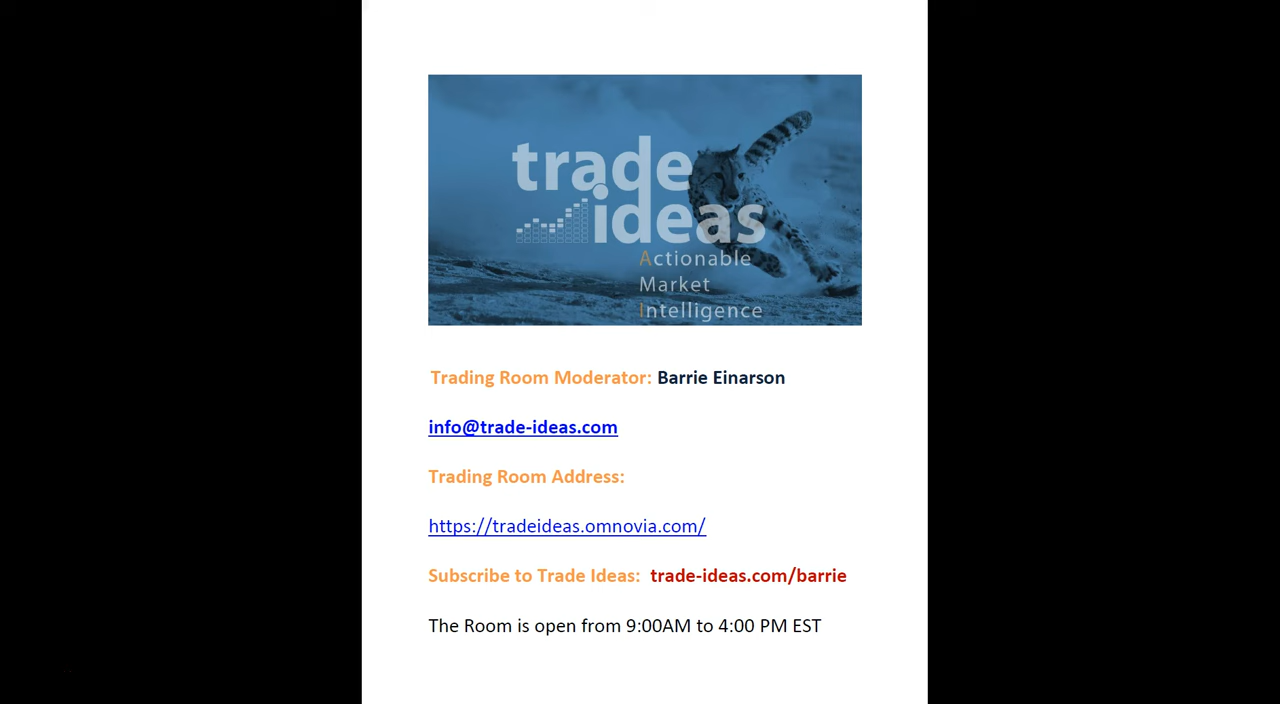 trade
ideas
Actionable
Market
Intelligence
Trading Room Moderator: Barrie Einarson
info@trade-ideas.com
Trading Room Address:
https://tradeideas.omnovia.com/
Subscribe to Trade Ideas: trade-ideas.com/barrie
The Room is open from 9:00AM to 4:00 PM EST